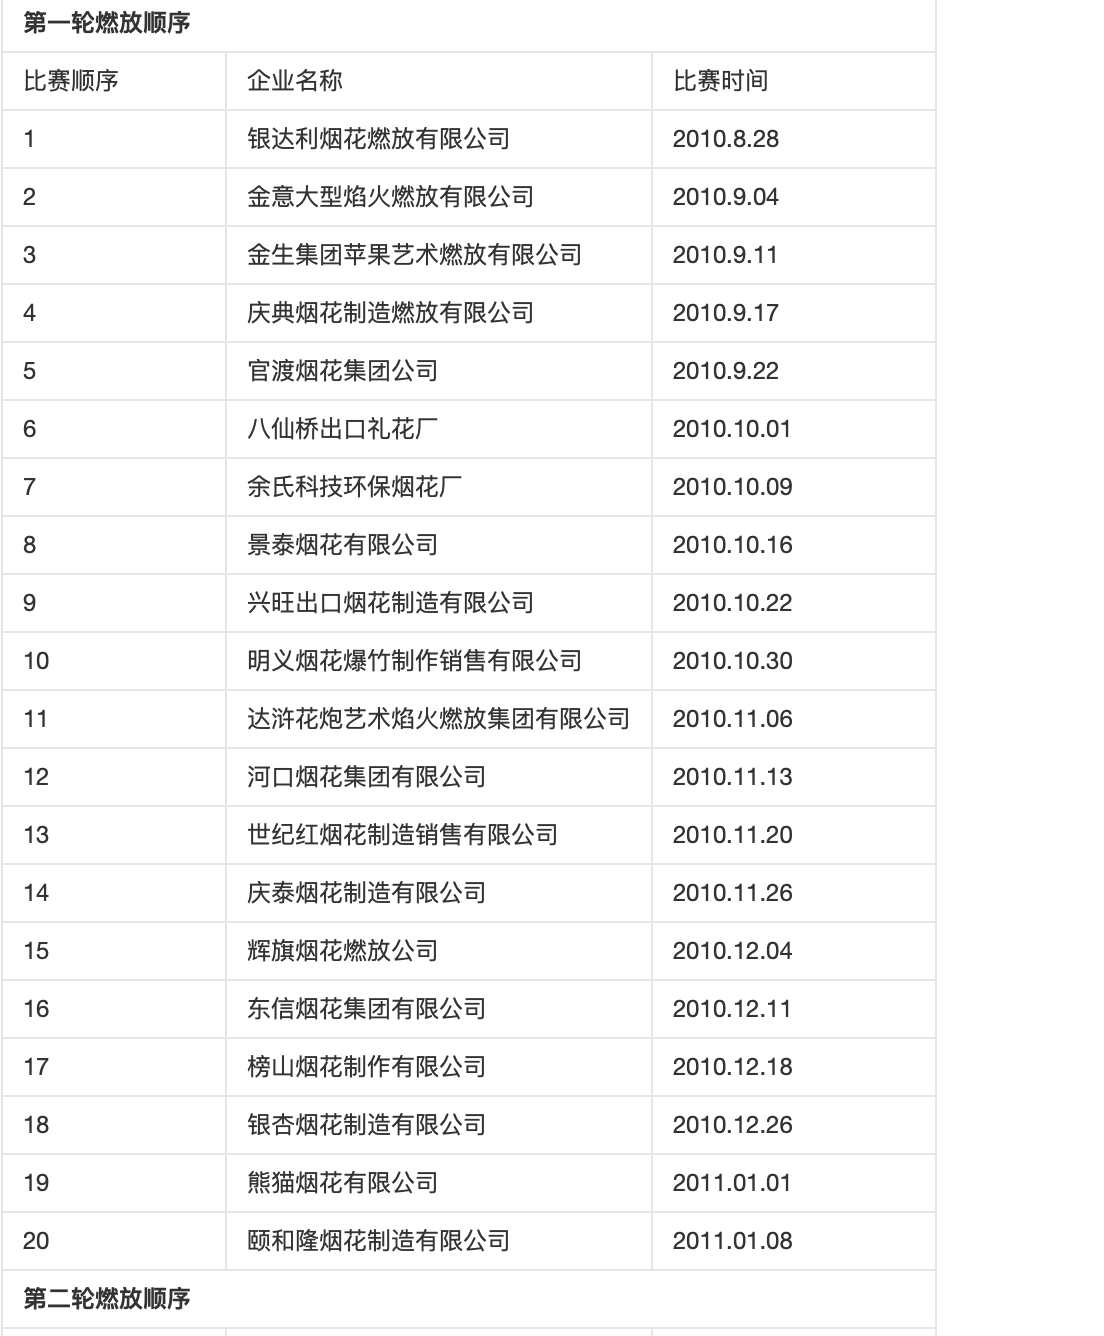 第一轮燃放顺序
比赛顺序 企业名称 比赛时间
1 银达利烟花燃放有限公司 2010.8.28
2 金意大型焰火燃放有限公司 2010.9.04
3 金生集团苹果艺术燃放有限公司 2010.9.11
4 庆典烟花制造燃放有限公司 2010.9.17
5 官渡烟花集团公司 2010.9.22
6 八仙桥出口礼花厂 2010.10.01
7 余氏科技环保烟花厂 2010.10.09
8 景泰烟花有限公司 2010.10.16
9 兴旺出口烟花制造有限公司 2010.10.22
10 明义烟花爆竹制作销售有限公司 2010.10.30
11 达浒花炮艺术焰火燃放集团有限公司 2010.11.06
12 河口烟花集团有限公司 2010.11.13
13 世纪红烟花制造销售有限公司 2010.11.20
14 庆泰烟花制造有限公司 2010.11.26
15 辉旗烟花燃放公司 2010.12.04
16 东信烟花集团有限公司 2010.12.11
17 榜山烟花制作有限公司 2010.12.18
18 银杏烟花制造有限公司 2010.12.26
19 熊猫烟花有限公司 2011.01.01
20 颐和隆烟花制造有限公司 2011.01.08
第二轮燃放顺序